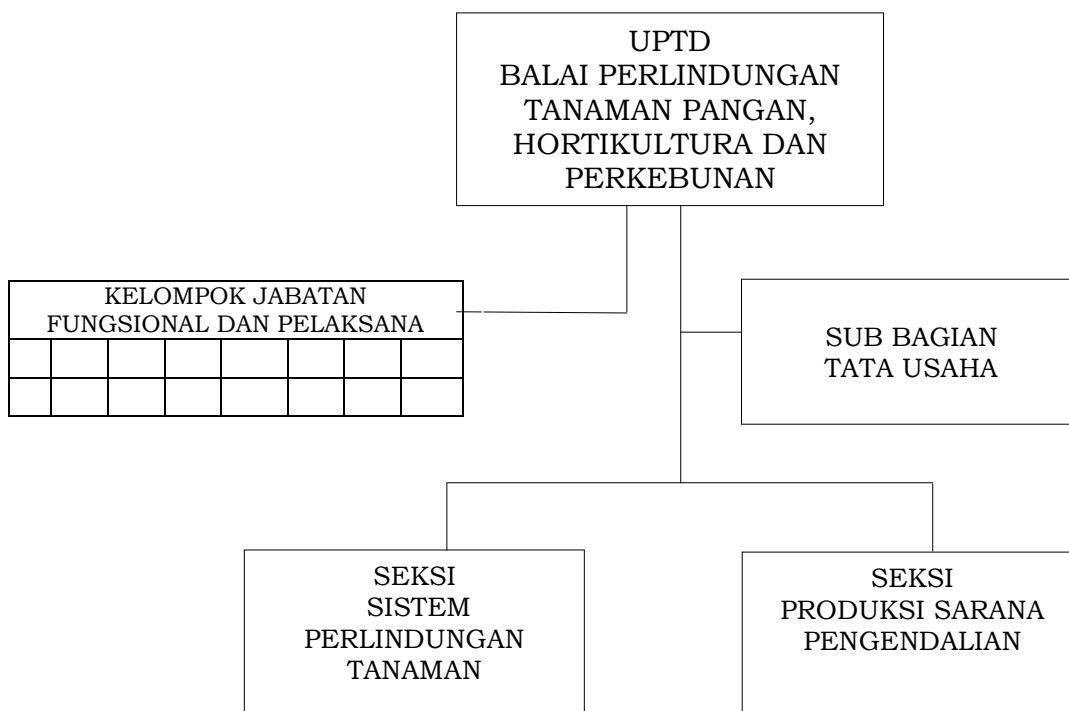 UPTD
BALAI PERLINDUNGAN
TANAMAN PANGAN,
HORTIKULTURA DAN
PERKEBUNAN
KELOMPOK JABATAN
FUNGSIONAL DAN PELAKSANA
SUB BAGIAN
TATA USAHA
SEKSI
SISTEM
PERLINDUNGAN
TANAMAN
SEKSI
PRODUKSI SARANA
PENGENDALIAN